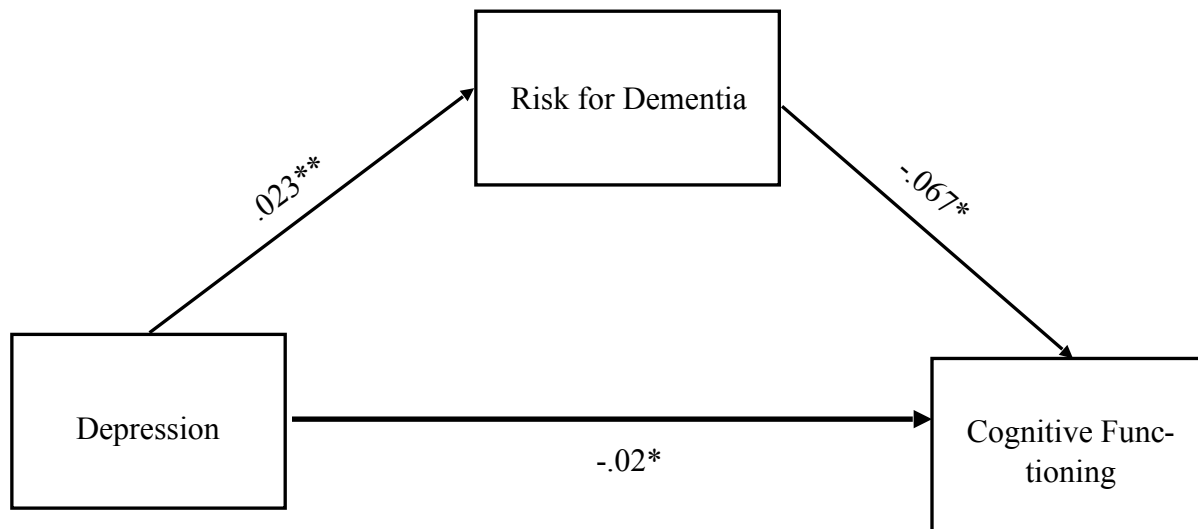 Risk for Dementia
.023**
-.067*
Depression
-.02*
Cognitive Func-
tioning